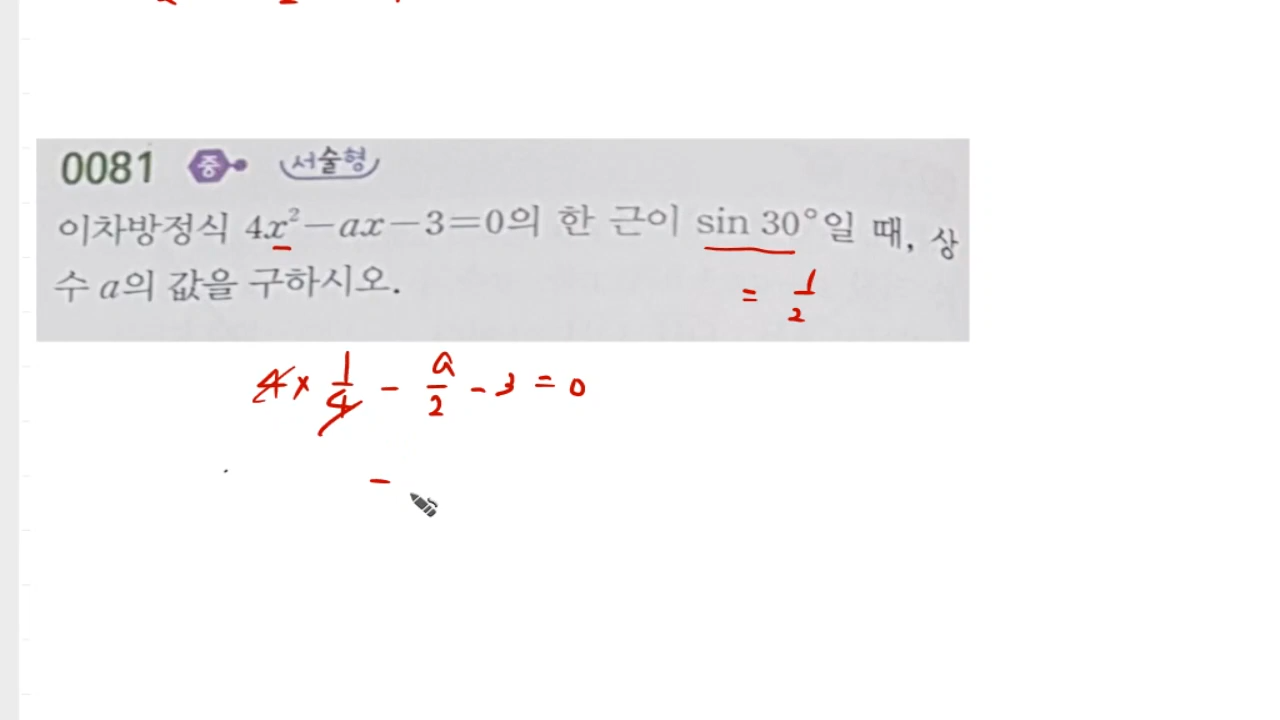 0081 중 서술형
이차방정식 4x²-ax-3=0의 한 근이 sin 30°일 때, 상
수 a의 값을 구하시오.
= 1/2
4× 1/4 - a/2 - 3 = 0
-